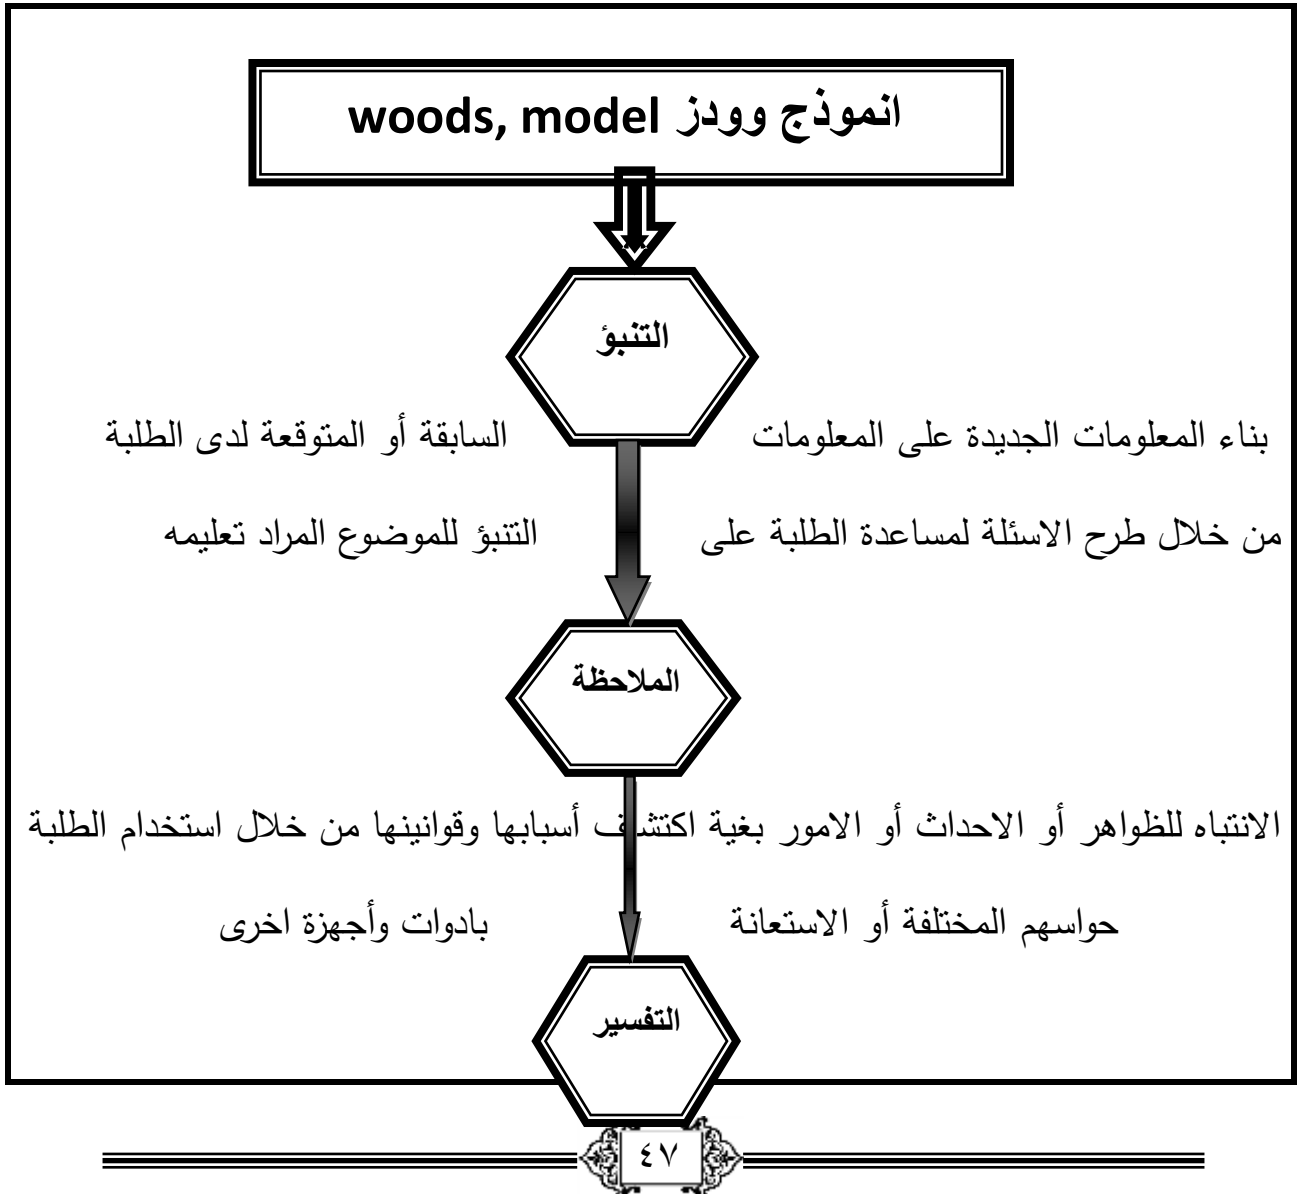 انموذج وودز woods, model
التنبؤ
بناء المعلومات الجديدة على المعلومات السابقة أو المتوقعة لدى الطلبة
من خلال طرح الاسئلة لمساعدة الطلبة على التنبؤ للموضوع المراد تعليمه
الملاحظة
الانتباه للظواهر أو الاحداث أو الامور بغية اكتشاف أسبابها وقوانينها من خلال استخدام الطلبة
حواسهم المختلفة أو الاستعانة بادوات وأجهزة اخرى
التفسير
٤٧